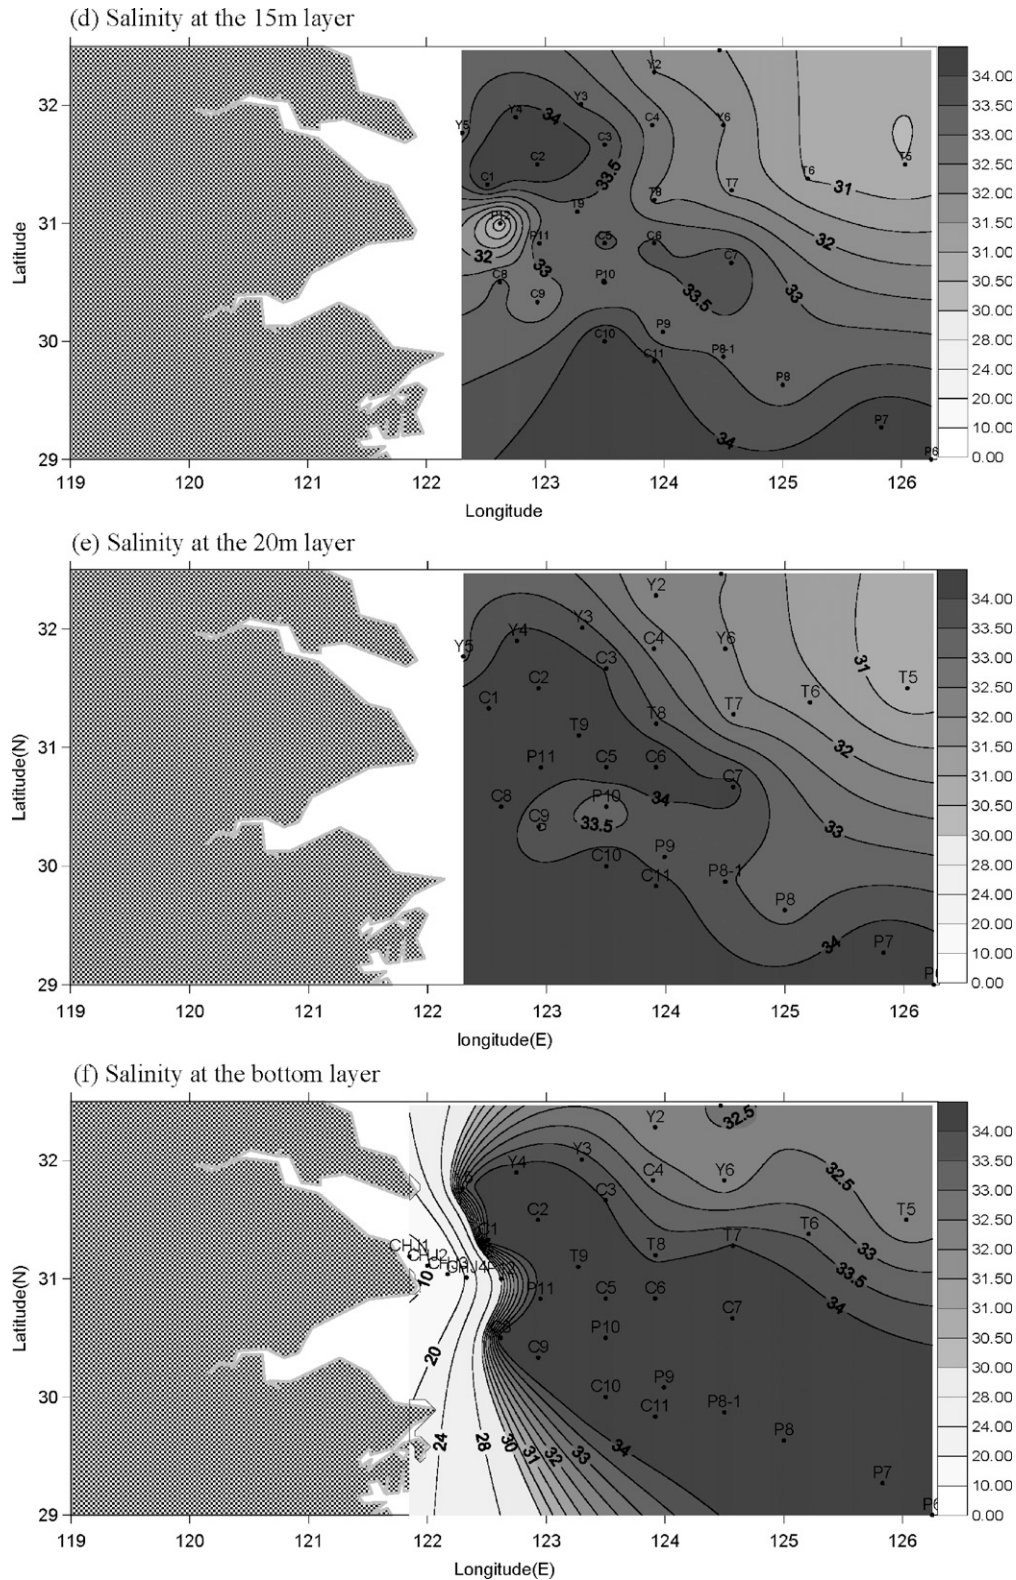 (d) Salinity at the 15m layer
Latitude
32
31
30
29
Y2
Y3
Y4
34
Y5
C4
Y6
C3
C2
33.5
T5
C1
T6
31
T8
T7
P12
T9
32
P11
C5
C6
32
33
C7
C8
P10
33
C9
33.5
P9
C10
C11
P8-1
P8
P7
34
P6
34.00
33.50
33.00
32.50
32.00
31.50
31.00
30.50
30.00
28.00
24.00
20.00
10.00
0.00
119 120 121 122 123 124 125 126
Longitude
(e) Salinity at the 20m layer
Latitude(N)
32
31
30
29
Y2
Y3
Y4
Y5
C4
Y6
C3
31
C2
T5
C1
T6
T7
T9
T8
32
P11
C5
C6
C7
C8
P10
34
C9
33.5
33
P9
C10
C11
P8-1
P8
34
P7
34.00
33.50
33.00
32.50
32.00
31.50
31.00
30.50
30.00
28.00
24.00
20.00
10.00
0.00
119 120 121 122 123 124 125 126
longitude(E)
(f) Salinity at the bottom layer
Latitude(N)
32
31
30
29
Y2
32.5
Y3
Y4
C4
Y6
32.5
C3
C2
T5
T6
CHJ1
CHJ2
CHJ3
CHJ4
T9
T8
T7
33
33.5
10
P11
C5
C6
34
C7
P10
20
C9
P9
C10
C11
P8-1
P8
24
28
30
31
32
33
34
P7
P6
34.00
33.50
33.00
32.50
32.00
31.50
31.00
30.50
30.00
28.00
24.00
20.00
10.00
0.00
119 120 121 122 123 124 125 126
Longitude(E)